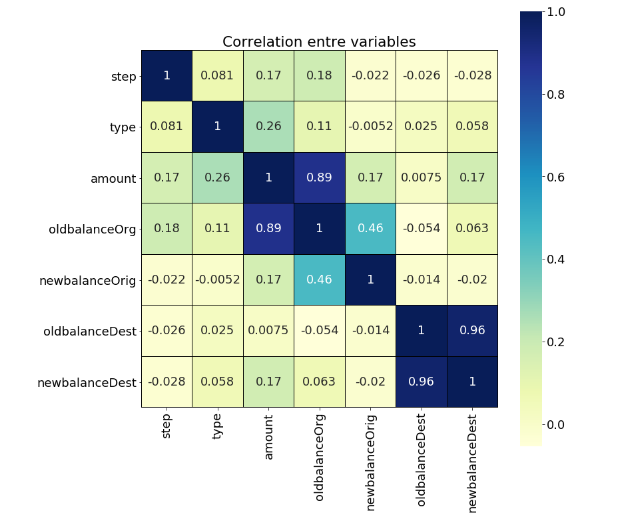 Correlation entre variables
step 1 0.081 0.17 0.18 -0.022 -0.026 -0.028
type 0.081 1 0.26 0.11 -0.0052 0.025 0.058
amount 0.17 0.26 1 0.89 0.17 0.0075 0.17
oldbalanceOrg 0.18 0.11 0.89 1 0.46 -0.054 0.063
newbalanceOrig -0.022 -0.0052 0.17 0.46 1 -0.014 -0.02
oldbalanceDest -0.026 0.025 0.0075 -0.054 -0.014 1 0.96
newbalanceDest -0.028 0.058 0.17 0.063 -0.02 0.96 1
step type amount oldbalanceOrg newbalanceOrig oldbalanceDest newbalanceDest
1.0
0.8
0.6
0.4
0.2
0.0